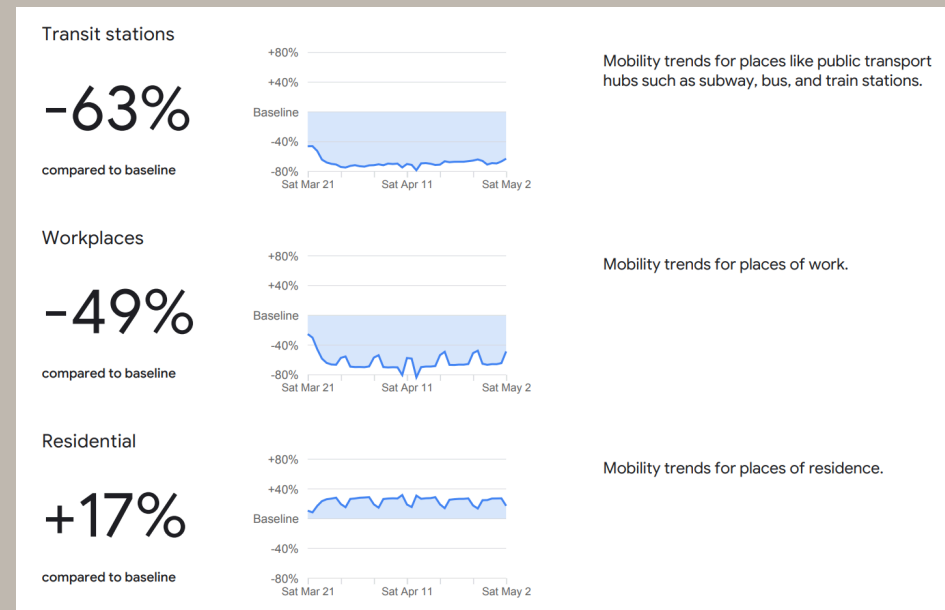 Transit stations
-63%
compared to baseline
+80%
+40%
Baseline
-40%
-80%
Sat Mar 21 Sat Apr 11 Sat May 2
Mobility trends for places like public transport
hubs such as subway, bus, and train stations.
Workplaces
-49%
compared to baseline
+80%
+40%
Baseline
-40%
-80%
Sat Mar 21 Sat Apr 11 Sat May 2
Mobility trends for places of work.
Residential
+17%
compared to baseline
+80%
+40%
Baseline
-40%
-80%
Sat Mar 21 Sat Apr 11 Sat May 2
Mobility trends for places of residence.